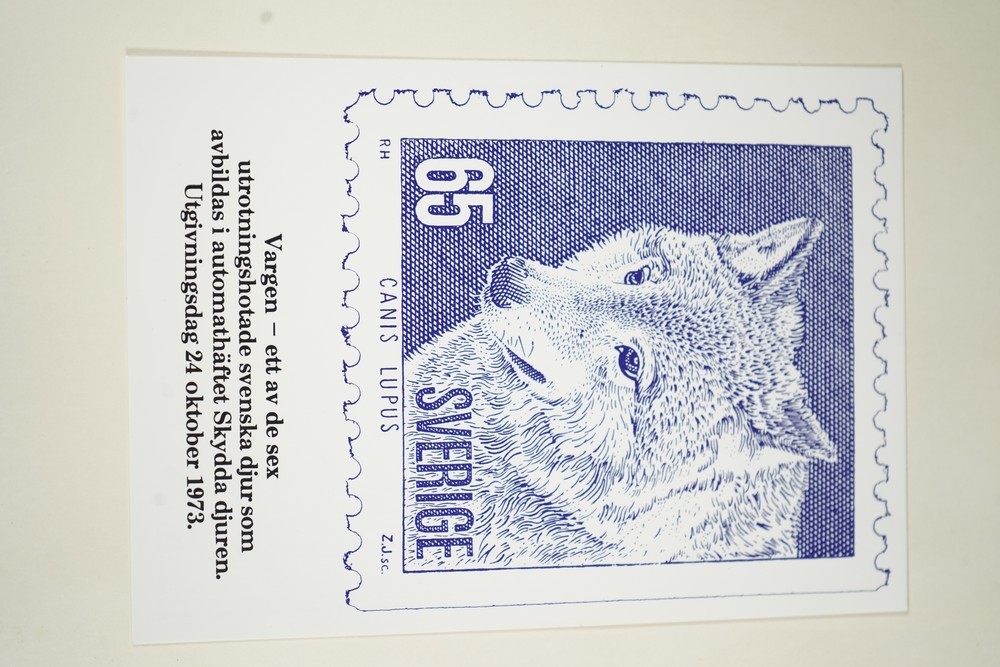 65
SVERIGE
RH
CANIS LUPUS
Z.J.sc.
Vargen – ett av de sex
utrotningshotade svenska djur som
avbildas i automathäftet Skydda djuren.
Utgivningsdag 24 oktober 1973.